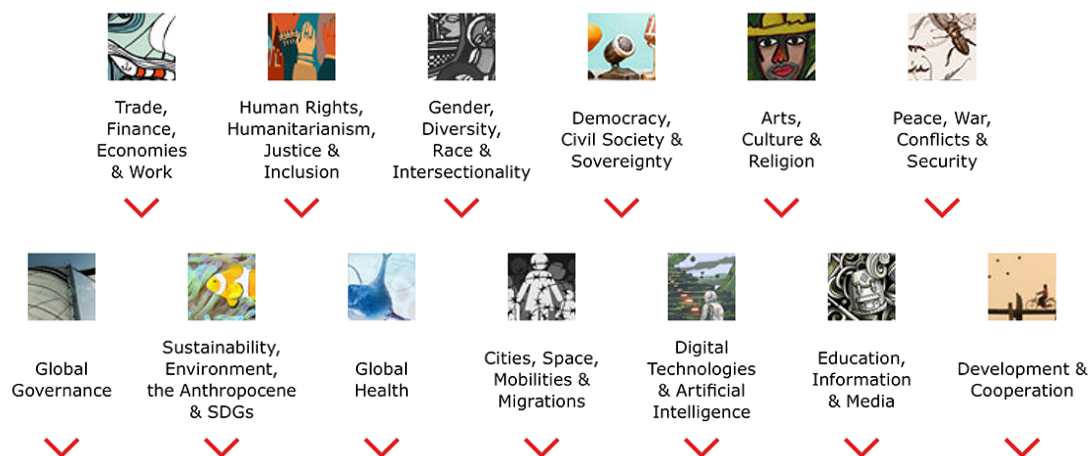 Trade,
Finance,
Economies
& Work
Human Rights,
Humanitarianism,
Justice &
Inclusion
Gender,
Diversity,
Race &
Intersectionality
Democracy,
Civil Society &
Sovereignty
Arts,
Culture &
Religion
Peace, War,
Conflicts &
Security
Global
Governance
Sustainability,
Environment,
the Anthropocene
& SDGs
Global
Health
Cities, Space,
Mobilities &
Migrations
Digital
Technologies
& Artificial
Intelligence
Education,
Information
& Media
Development &
Cooperation